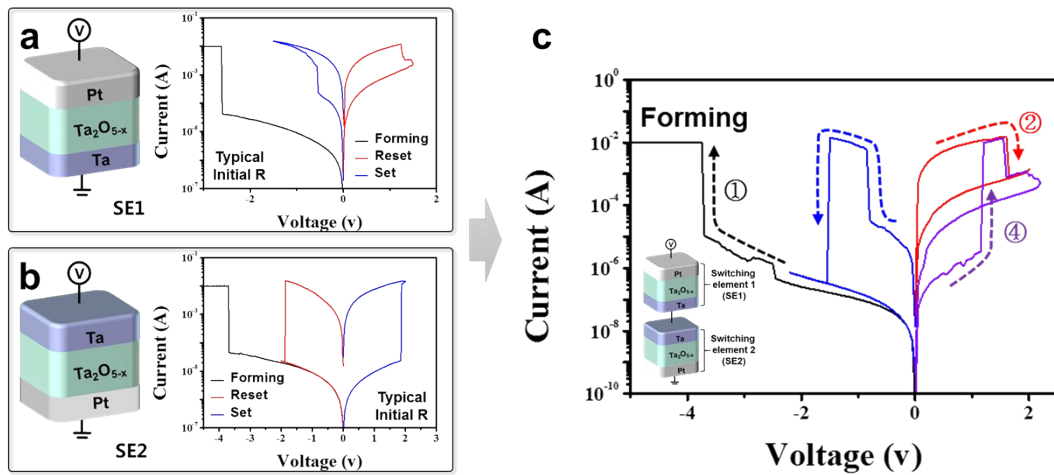 a
V
Pt
Ta₂O₅₋ₓ
Ta
SE1
Current (A)
10⁻¹
10⁻³
10⁻⁵
10⁻⁷
Typical
Initial R
Forming
Reset
Set
-2
-1
0
1
2
Voltage (v)
b
V
Ta
Ta₂O₅₋ₓ
Pt
SE2
Current (A)
10⁻¹
10⁻³
10⁻⁵
10⁻⁷
Forming
Reset
Set
Typical
Initial R
-4
-3
-2
-1
0
1
2
3
Voltage (v)
c
Forming
①
②
④
Current (A)
10⁰
10⁻²
10⁻⁴
10⁻⁶
10⁻⁸
10⁻¹⁰
V
Pt
Ta₂O₅₋ₓ
Ta
Switching
element 1
(SE1)
Ta
Ta₂O₅₋ₓ
Pt
Switching
element 2
(SE2)
-4
-2
0
2
Voltage (v)